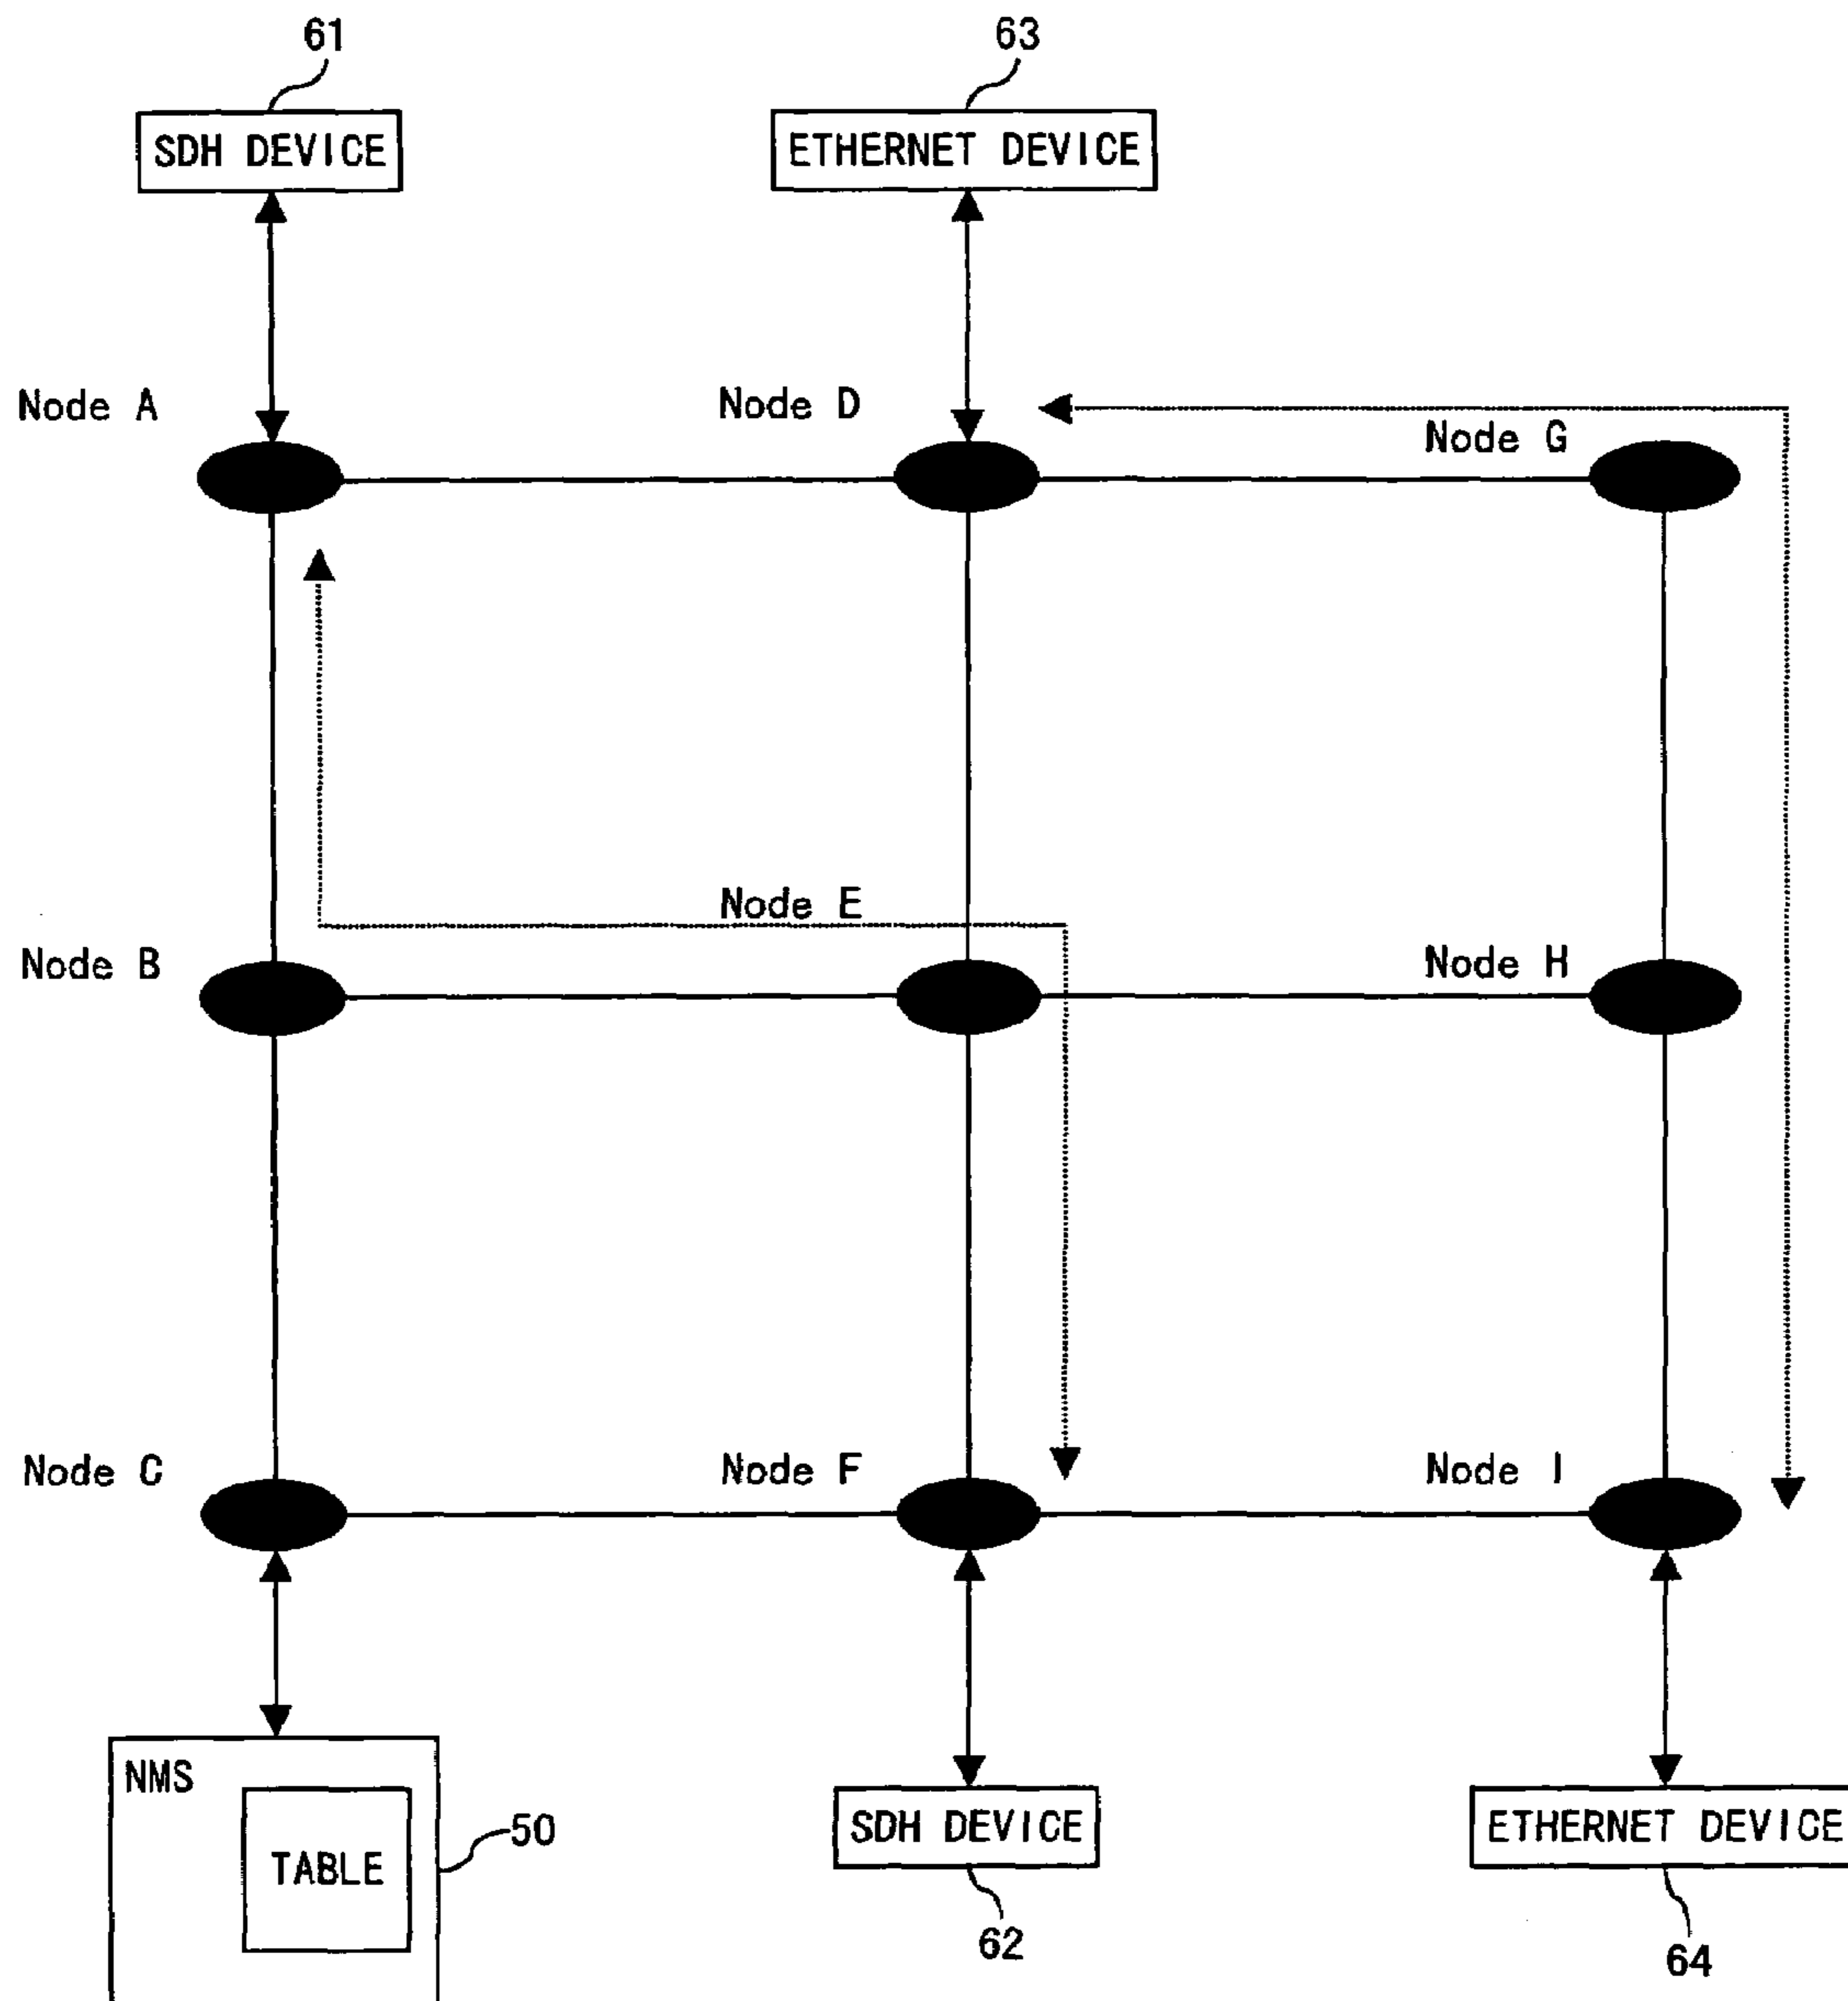 61
63
SDH DEVICE
ETHERNET DEVICE
Node A
Node D
Node G
Node E
Node B
Node H
Node C
Node F
Node I
NMS
TABLE
50
SDH DEVICE
ETHERNET DEVICE
62
64